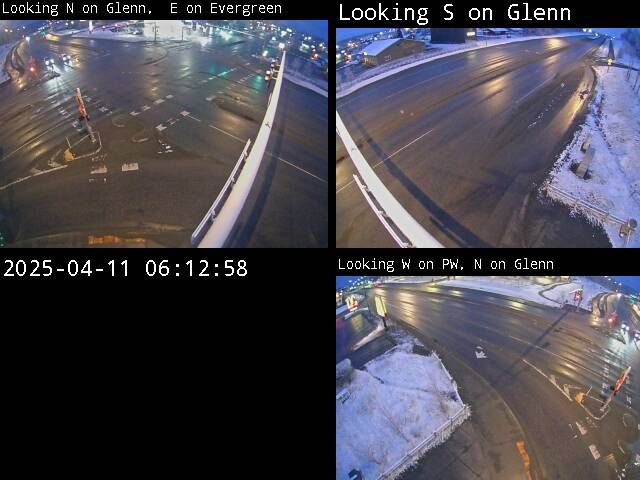 Looking N on Glenn,  E on Evergreen
Looking S on Glenn
2025-04-11 06:12:58
Looking W on PW, N on Glenn